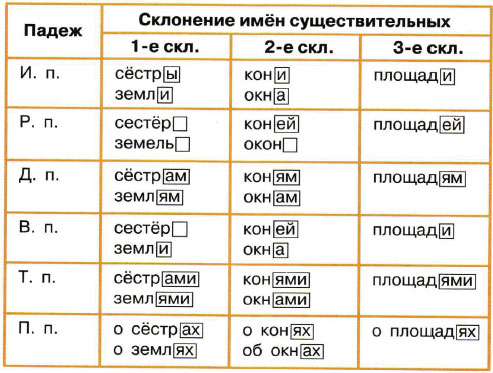 Падеж
Склонение имён существительных
1-е скл. 2-е скл. 3-е скл.
И. п. сёстры кони площади
земли окна
Р. п. сестёр коней площадей
земель окон
Д. п. сёстрам коням площадям
землям окнам
В. п. сестёр коней площади
земли окна
Т. п. сёстрами конями площадями
землями окнами
П. п. о сёстрах о конях о площадях
о землях об окнах